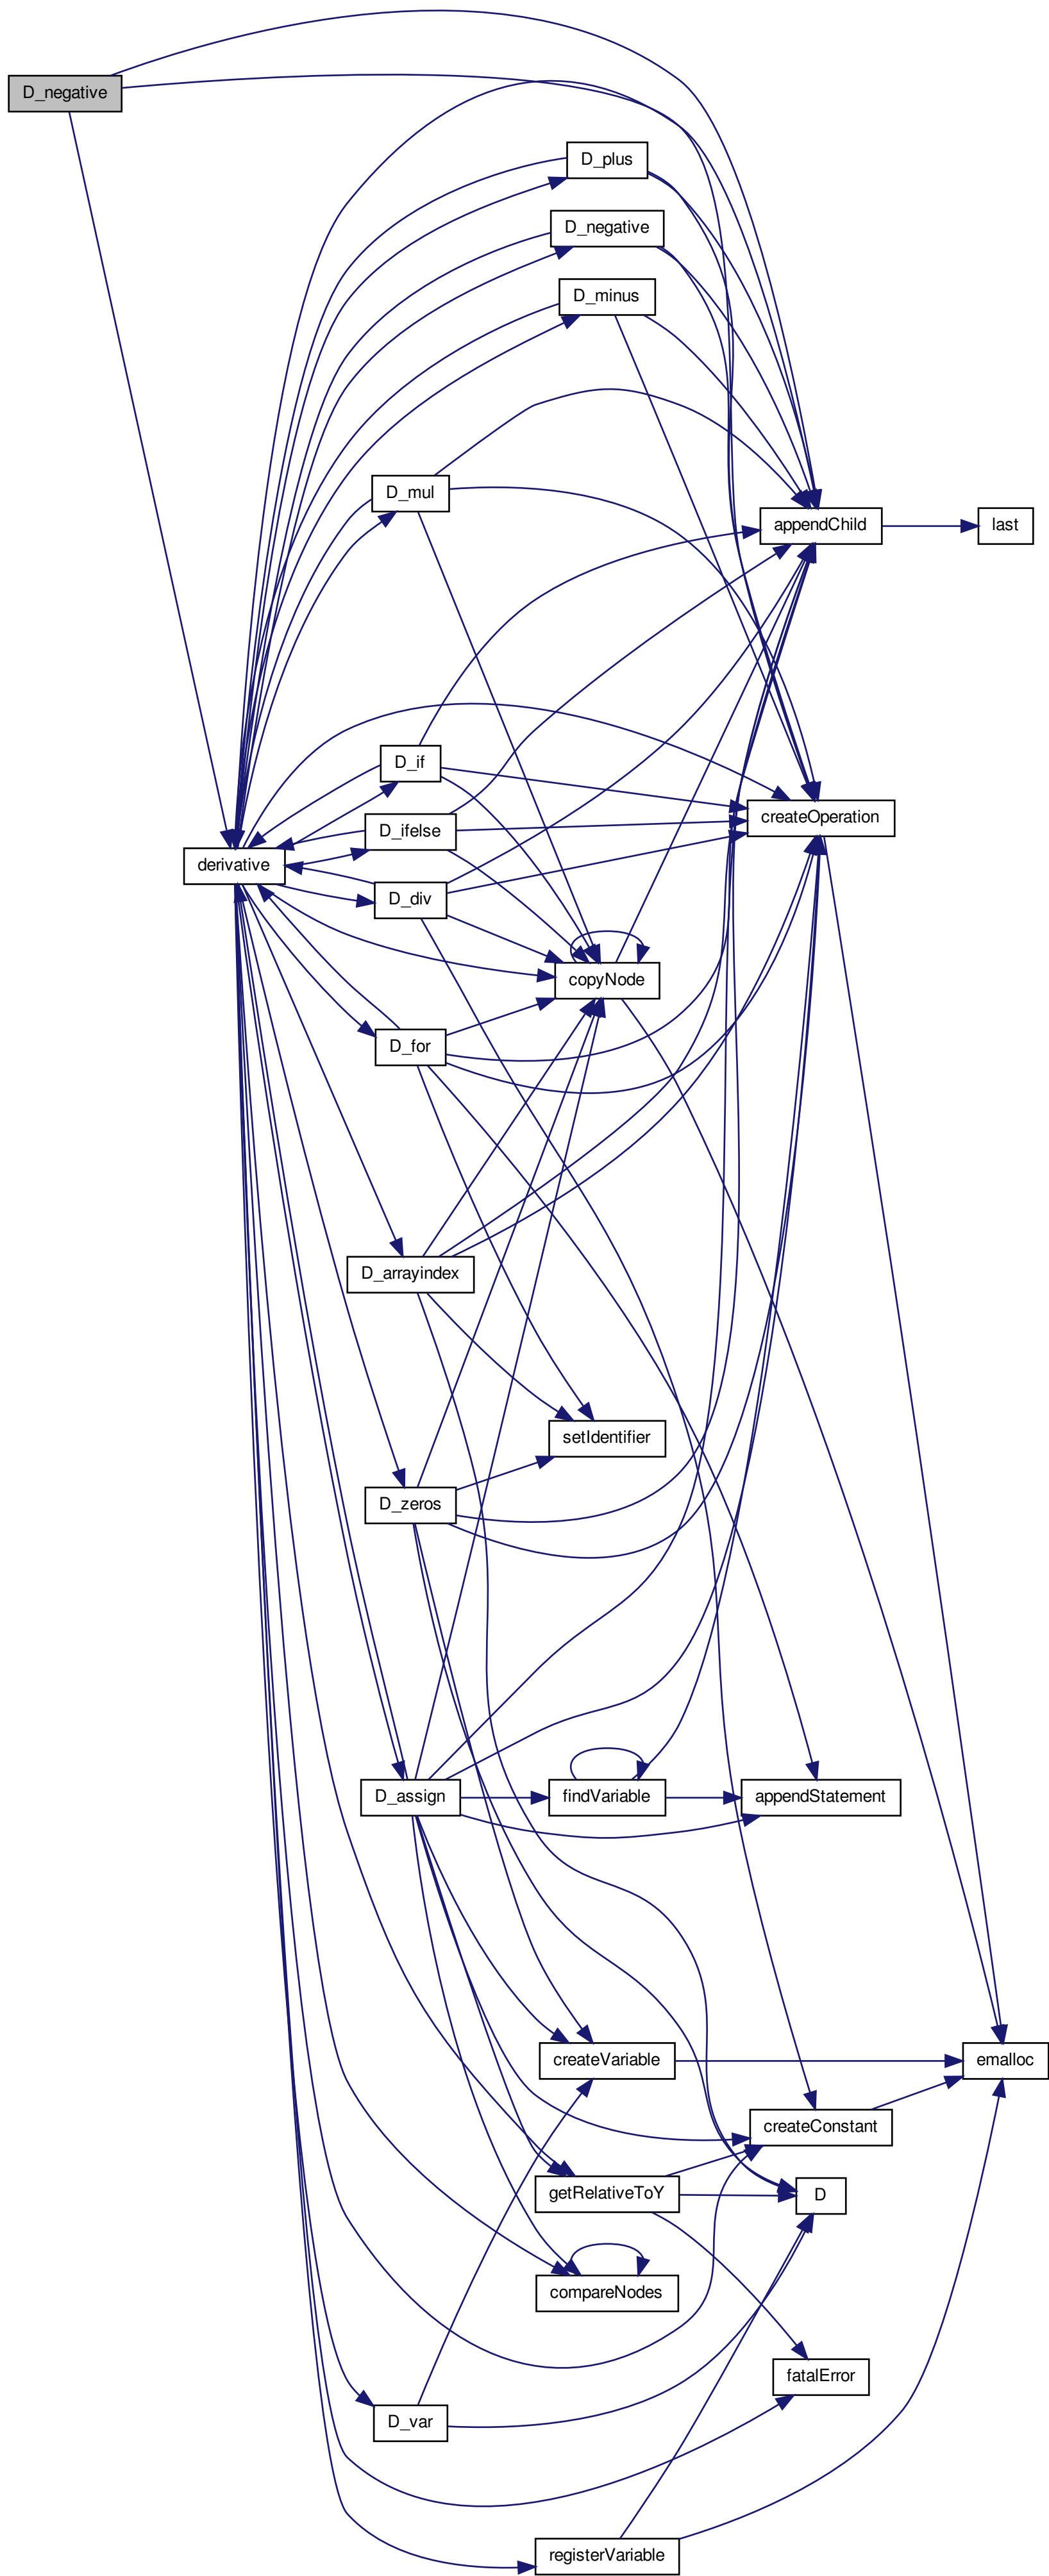 D_negative
D_plus
D_negative
D_minus
D_mul
appendChild
last
D_if
createOperation
D_ifelse
derivative
D_div
copyNode
D_for
D_arrayindex
setIdentifier
D_zeros
D_assign
findVariable
appendStatement
createVariable
emalloc
createConstant
getRelativeToY
D
compareNodes
fatalError
D_var
registerVariable